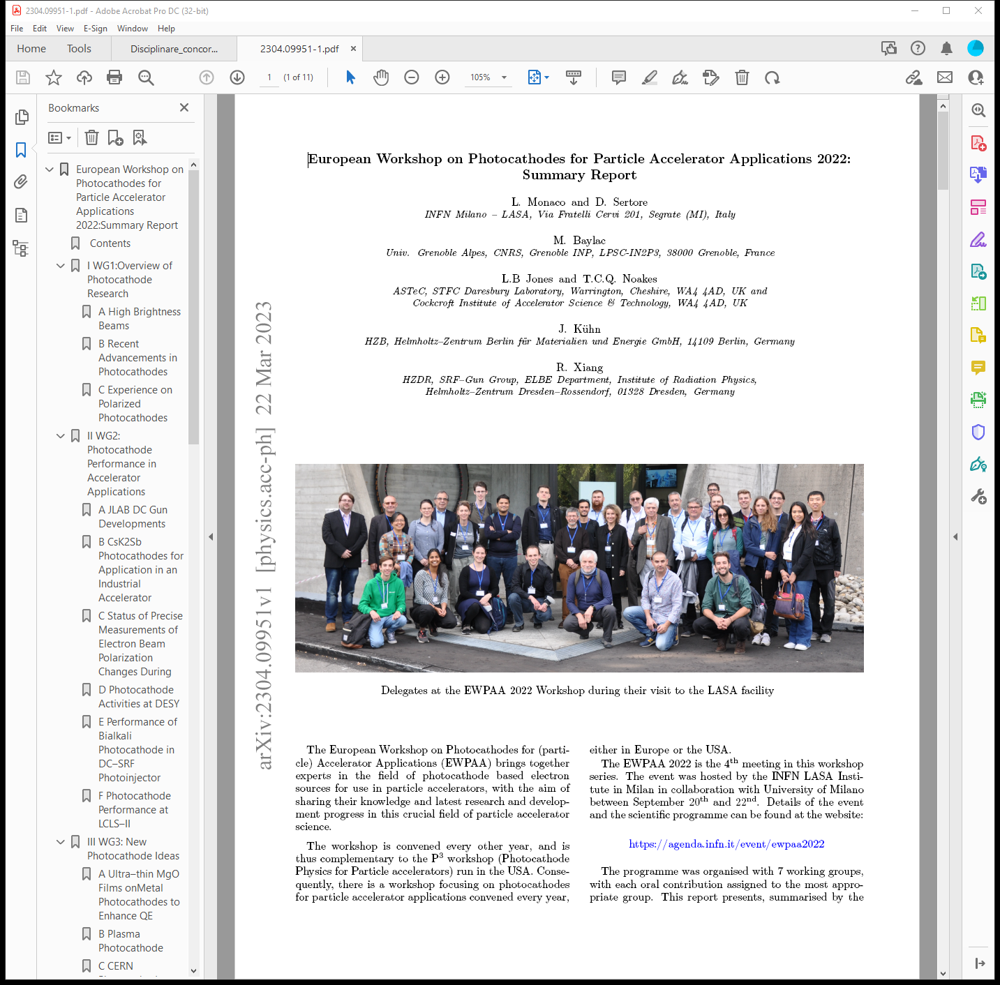 2304.09951-1.pdf - Adobe Acrobat Pro DC (32-bit)
File Edit View E-Sign Window Help
Home Tools Disciplinare_concor... 2304.09951-1.pdf
1 (1 of 11) 105%
Bookmarks
European Workshop on
Photocathodes for
Particle Accelerator
Applications
2022:Summary Report
Contents
I WG1:Overview of
Photocathode
Research
A High Brightness
Beams
B Recent
Advancements in
Photocathodes
C Experience on
Polarized
Photocathodes
II WG2:
Photocathode
Performance in
Accelerator
Applications
A JLAB DC Gun
Developments
B CsK2Sb
Photocathodes for
Application in an
Industrial
Accelerator
C Status of Precise
Measurements of
Electron Beam
Polarization
Changes During
D Photocathode
Activities at DESY
E Performance of
Bialkali
Photocathode in
DC–SRF
Photoinjector
F Photocathode
Performance at
LCLS–II
III WG3: New
Photocathode Ideas
A Ultra–thin MgO
Films onMetal
Photocathodes to
Enhance QE
B Plasma
Photocathode
C CERN
European Workshop on Photocathodes for Particle Accelerator Applications 2022:
Summary Report
L. Monaco and D. Sertore
INFN Milano – LASA, Via Fratelli Cervi 201, Segrate (MI), Italy
M. Baylac
Univ. Grenoble Alpes, CNRS, Grenoble INP, LPSC-IN2P3, 38000 Grenoble, France
L.B Jones and T.C.Q. Noakes
ASTeC, STFC Daresbury Laboratory, Warrington, Cheshire, WA4 4AD, UK and
Cockcroft Institute of Accelerator Science & Technology, WA4 4AD, UK
J. Kühn
HZB, Helmholtz–Zentrum Berlin für Materialien und Energie GmbH, 14109 Berlin, Germany
R. Xiang
HZDR, SRF–Gun Group, ELBE Department, Institute of Radiation Physics,
Helmholtz–Zentrum Dresden–Rossendorf, 01328 Dresden, Germany
arXiv:2304.09951v1 [physics.acc-ph] 22 Mar 2023
Delegates at the EWPAA 2022 Workshop during their visit to the LASA facility
The European Workshop on Photocathodes for (parti-
cle) Accelerator Applications (EWPAA) brings together
experts in the field of photocathode based electron
sources for use in particle accelerators, with the aim of
sharing their knowledge and latest research and develop-
ment progress in this crucial field of particle accelerator
science.
The workshop is convened every other year, and is
thus complementary to the P³ workshop (Photocathode
Physics for Particle accelerators) run in the USA. Conse-
quently, there is a workshop focusing on photocathodes
for particle accelerator applications convened every year,
either in Europe or the USA.
The EWPAA 2022 is the 4th meeting in this workshop
series. The event was hosted by the INFN LASA Insti-
tute in Milan in collaboration with University of Milano
between September 20th and 22nd. Details of the event
and the scientific programme can be found at the website:
https://agenda.infn.it/event/ewpaa2022
The programme was organised with 7 working groups,
with each oral contribution assigned to the most appro-
priate group. This report presents, summarised by the